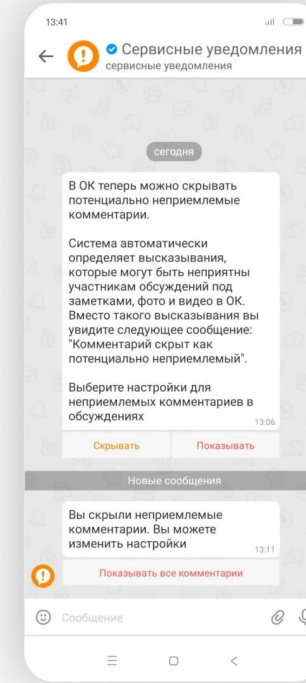 13:41
Сервисные уведомления
сервисные уведомления
сегодня
В ОК теперь можно скрывать
потенциально неприемлемые
комментарии.
Система автоматически
определяет высказывания,
которые могут быть неприятны
участникам обсуждений под
заметками, фото и видео в ОК.
Вместо такого высказывания вы
увидите следующее сообщение:
"Комментарий скрыт как
потенциально неприемлемый".
Выберите настройки для
неприемлемых комментариев в
обсуждениях
13:06
Скрывать Показывать
Новые сообщения
Вы скрыли неприемлемые
комментарии. Вы можете
изменить настройки
13:11
Показывать все комментарии
Сообщение